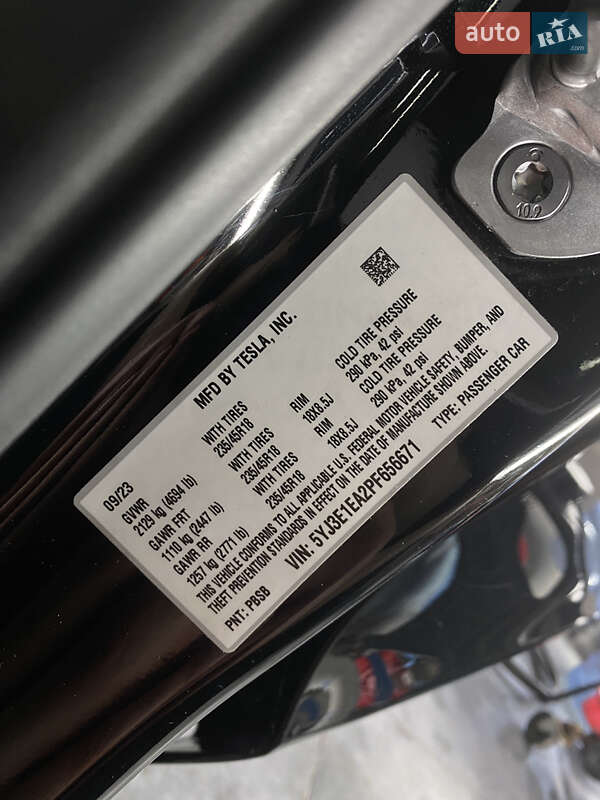 auto RIA.com
10.9
MFD BY TESLA, INC.
09/23
GVWR
2129 kg (4694 lb)
GAWR FRT WITH TIRES RIM COLD TIRE PRESSURE
1110 kg (2447 lb) 235/45R18 18X8.5J 290 kPa, 42 psi
GAWR RR WITH TIRES RIM COLD TIRE PRESSURE
1257 kg (2771 lb) 235/45R18 18X8.5J 290 kPa, 42 psi
THIS VEHICLE CONFORMS TO ALL APPLICABLE U.S. FEDERAL MOTOR VEHICLE SAFETY, BUMPER, AND
THEFT PREVENTION STANDARDS IN EFFECT ON THE DATE OF MANUFACTURE SHOWN ABOVE.
VIN: 5YJ3E1EA2PF656671 TYPE: PASSENGER CAR
PNT: PBSB